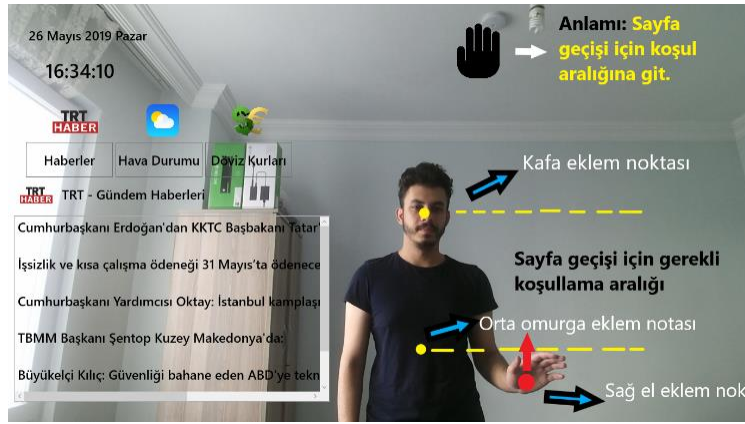 26 Mayıs 2019 Pazar
16:34:10
TRT
HABER
Haberler
Hava Durumu
Döviz Kurları
TRT
HABER
TRT - Gündem Haberleri
Cumhurbaşkanı Erdoğan'dan KKTC Başbakanı Tatar'
İşsizlik ve kısa çalışma ödeneği 31 Mayıs'ta ödenece
Cumhurbaşkanı Yardımcısı Oktay: İstanbul kamplaşı
TBMM Başkanı Şentop Kuzey Makedonya'da:
Büyükelçi Kılıç: Güvenliği bahane eden ABD'ye tekn
Anlamı: Sayfa
geçişi için koşul
aralığına git.
Kafa eklem noktası
Sayfa geçişi için gerekli
koşullama aralığı
Orta omurga eklem notası
Sağ el eklem nok